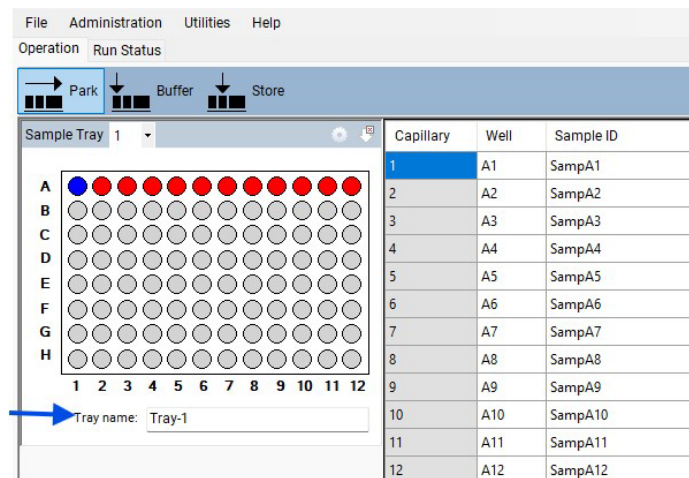 File Administration Utilities Help
Operation Run Status
Park Buffer Store
Sample Tray 1
A
B
C
D
E
F
G
H
1 2 3 4 5 6 7 8 9 10 11 12
Tray name: Tray-1
Capillary Well Sample ID
1 A1 SampA1
2 A2 SampA2
3 A3 SampA3
4 A4 SampA4
5 A5 SampA5
6 A6 SampA6
7 A7 SampA7
8 A8 SampA8
9 A9 SampA9
10 A10 SampA10
11 A11 SampA11
12 A12 SampA12